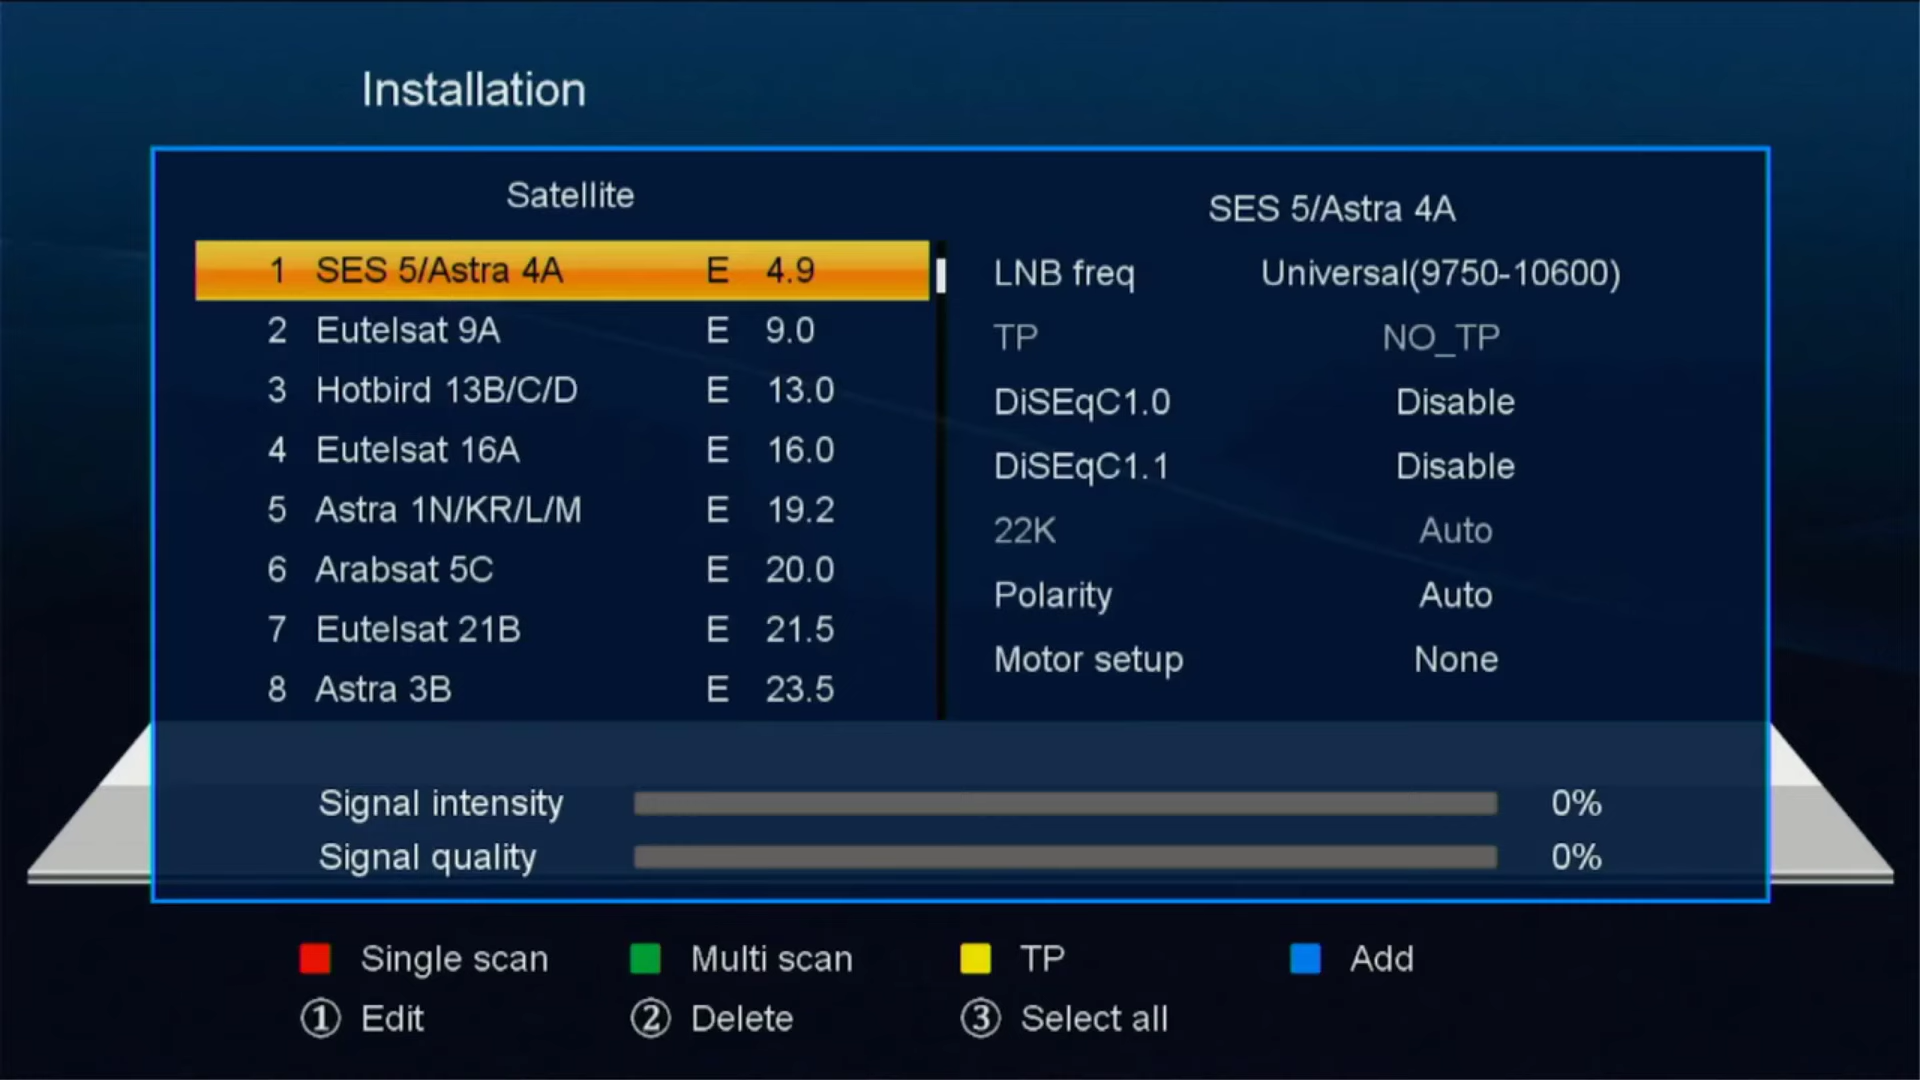 Installation
Satellite
1 SES 5/Astra 4A E 4.9
2 Eutelsat 9A E 9.0
3 Hotbird 13B/C/D E 13.0
4 Eutelsat 16A E 16.0
5 Astra 1N/KR/L/M E 19.2
6 Arabsat 5C E 20.0
7 Eutelsat 21B E 21.5
8 Astra 3B E 23.5
SES 5/Astra 4A
LNB freq Universal(9750-10600)
TP NO_TP
DiSEqC1.0 Disable
DiSEqC1.1 Disable
22K Auto
Polarity Auto
Motor setup None
Signal intensity 0%
Signal quality 0%
Single scan Multi scan TP Add
① Edit ② Delete ③ Select all